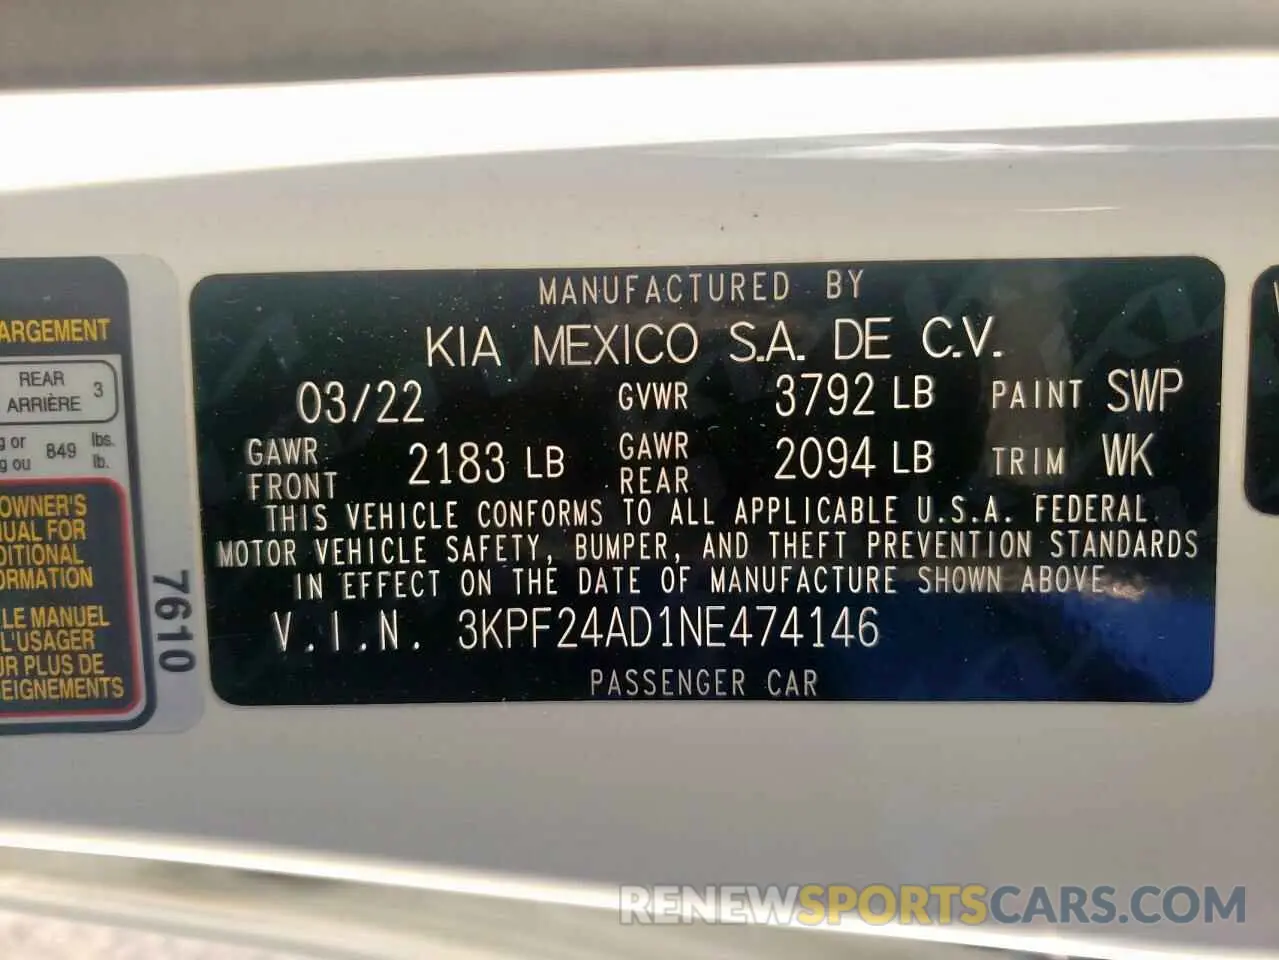 MANUFACTURED BY
KIA MEXICO S.A. DE C.V.
03/22 GVWR 3792 LB PAINT SWP
GAWR FRONT 2183 LB GAWR REAR 2094 LB TRIM WK
THIS VEHICLE CONFORMS TO ALL APPLICABLE U.S.A. FEDERAL
MOTOR VEHICLE SAFETY, BUMPER, AND THEFT PREVENTION STANDARDS
IN EFFECT ON THE DATE OF MANUFACTURE SHOWN ABOVE.
V.I.N. 3KPF24AD1NE474146
PASSENGER CAR
ARGEMENT
REAR
ARRIÈRE 3
g or
g ou 849 lbs.
lb.
OWNER'S
UAL FOR
DITIONAL
ORMATION
LE MANUEL
L'USAGER
UR PLUS DE
EIGNEMENTS
7610
RENEWSPORTSCARS.COM